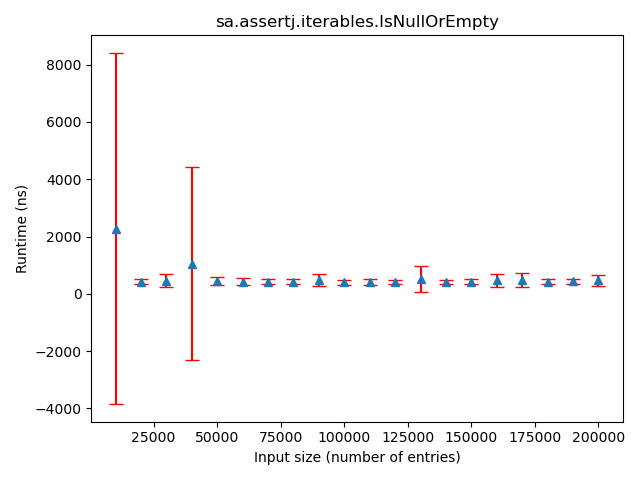 sa.assertj.iterables.IsNullOrEmpty
8000
6000
4000
2000
0
−2000
−4000
Runtime (ns)
25000 50000 75000 100000 125000 150000 175000 200000
Input size (number of entries)